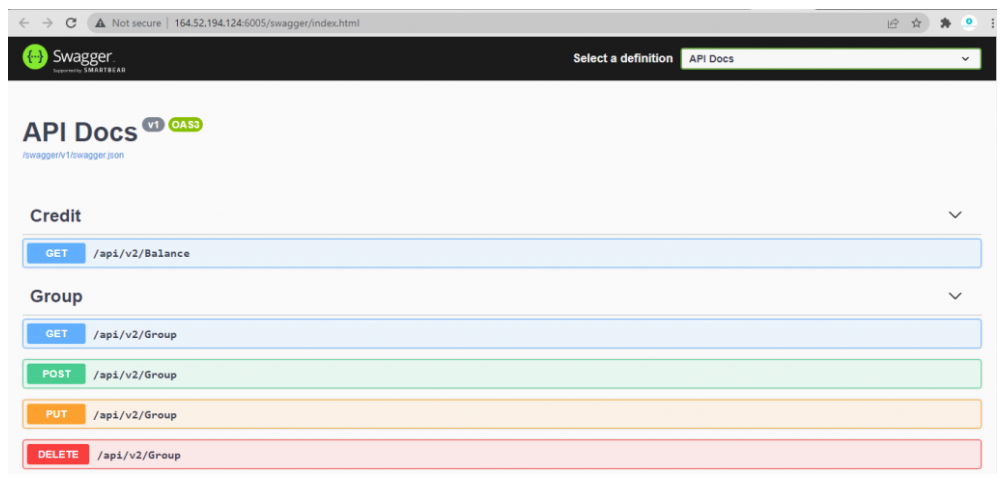 Not secure | 164.52.194.124:6005/swagger/index.html
Swagger.
Supported by SMARTBEAR
Select a definition
API Docs
API Docs v1 OAS3
/swagger/v1/swagger.json
Credit
GET /api/v2/Balance
Group
GET /api/v2/Group
POST /api/v2/Group
PUT /api/v2/Group
DELETE /api/v2/Group